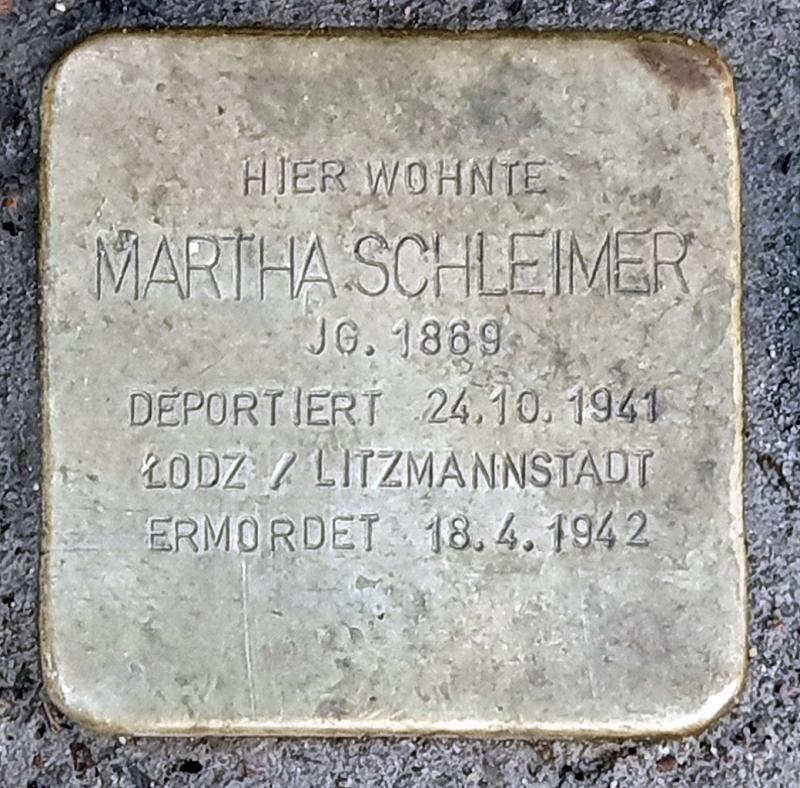 HIER WOHNTE
MARTHA SCHLEIMER
JG. 1869
DEPORTIERT 24.10.1941
ŁODZ / LITZMANNSTADT
ERMORDET 18.4.1942